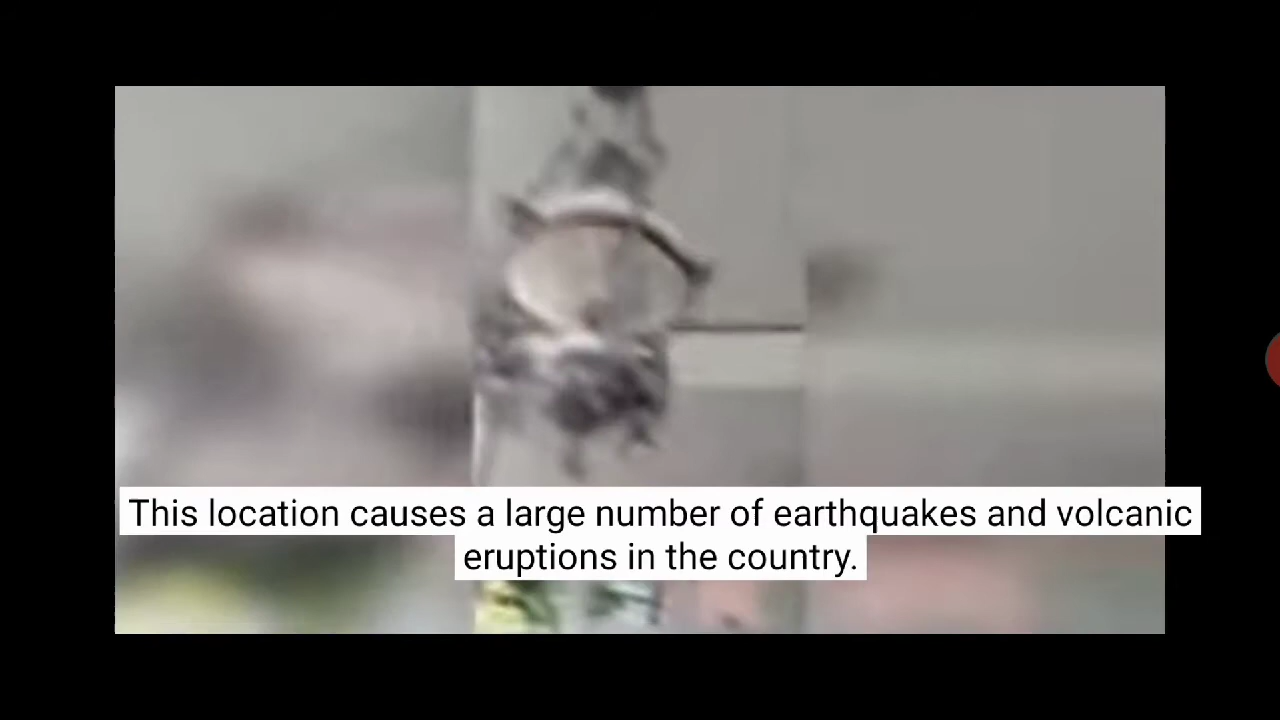 This location causes a large number of earthquakes and volcanic
eruptions in the country.